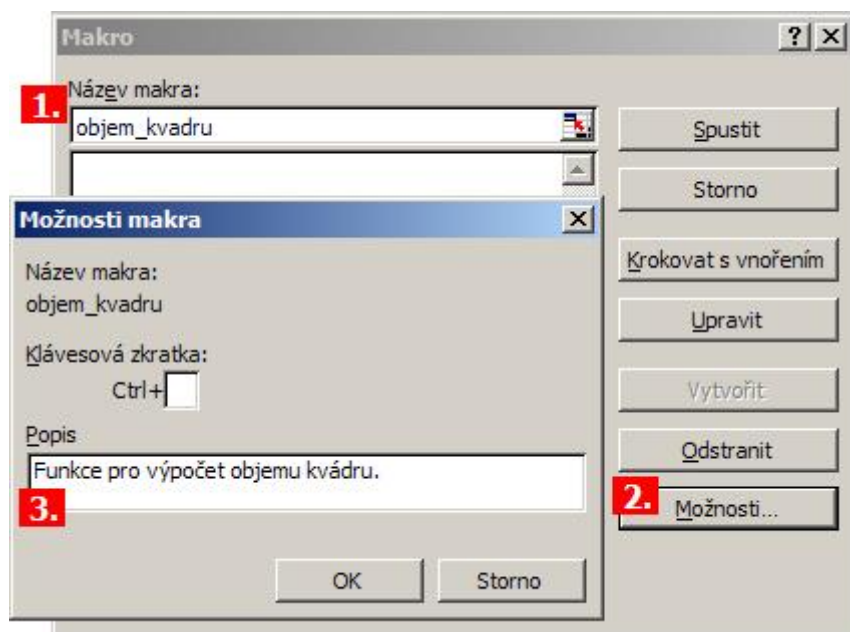 Makro
Název makra:
1.
objem_kvadru
Spustit
Storno
Možnosti makra
Název makra:
objem_kvadru
Klávesová zkratka:
Ctrl+
Popis
Funkce pro výpočet objemu kvádru.
3.
OK
Storno
Krokovat s vnořením
Upravit
Vytvořit
Odstranit
2.
Možnosti...